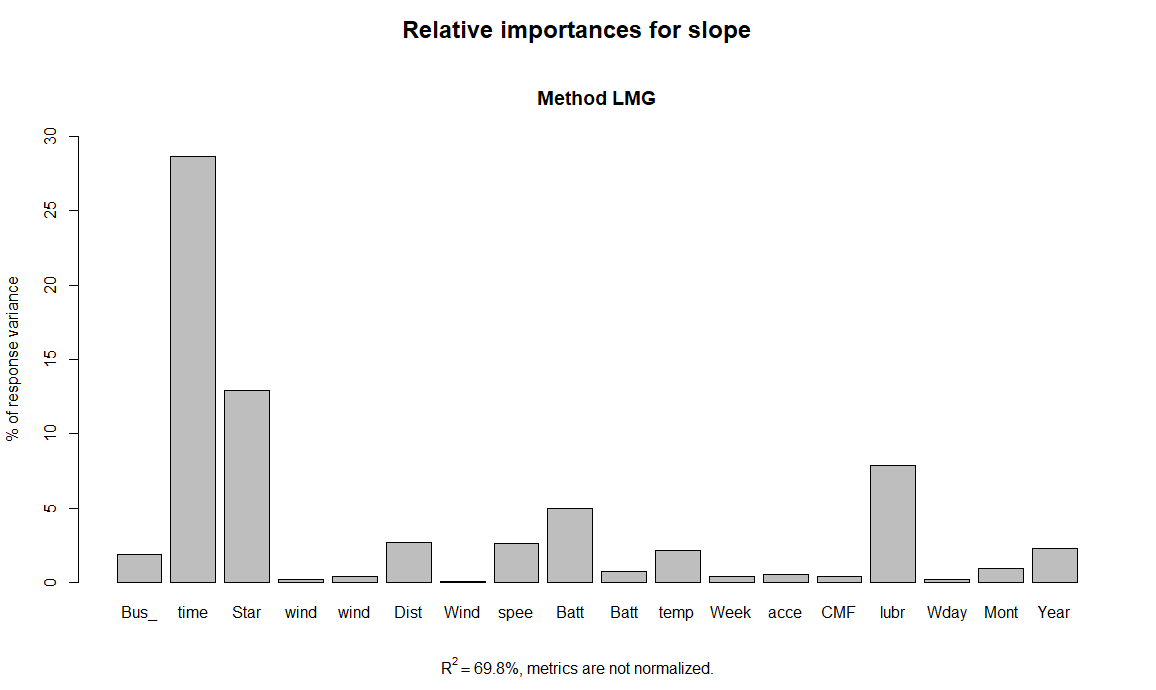 Relative importances for slope
Method LMG
% of response variance
30
25
20
15
10
5
0
Bus_ time Star wind wind Dist Wind spee Batt Batt temp Week acce CMF lubr Wday Mont Year
R² = 69.8%, metrics are not normalized.